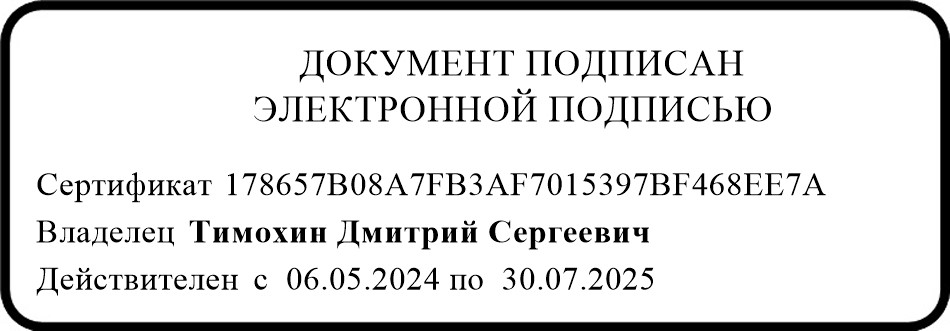 ДОКУМЕНТ ПОДПИСАН
ЭЛЕКТРОННОЙ ПОДПИСЬЮ
Сертификат 178657B08A7FB3AF7015397BF468EE7A
Владелец Тимохин Дмитрий Сергеевич
Действителен с 06.05.2024 по 30.07.2025